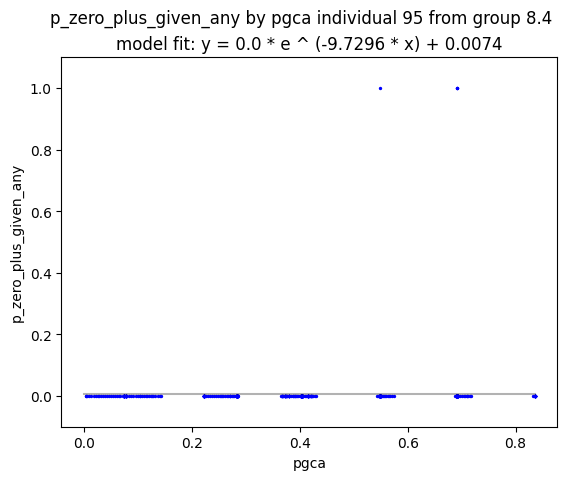 p_zero_plus_given_any by pgca individual 95 from group 8.4
model fit: y = 0.0 * e ^ (-9.7296 * x) + 0.0074
1.0
0.8
0.6
0.4
0.2
0.0
p_zero_plus_given_any
0.0 0.2 0.4 0.6 0.8
pgca